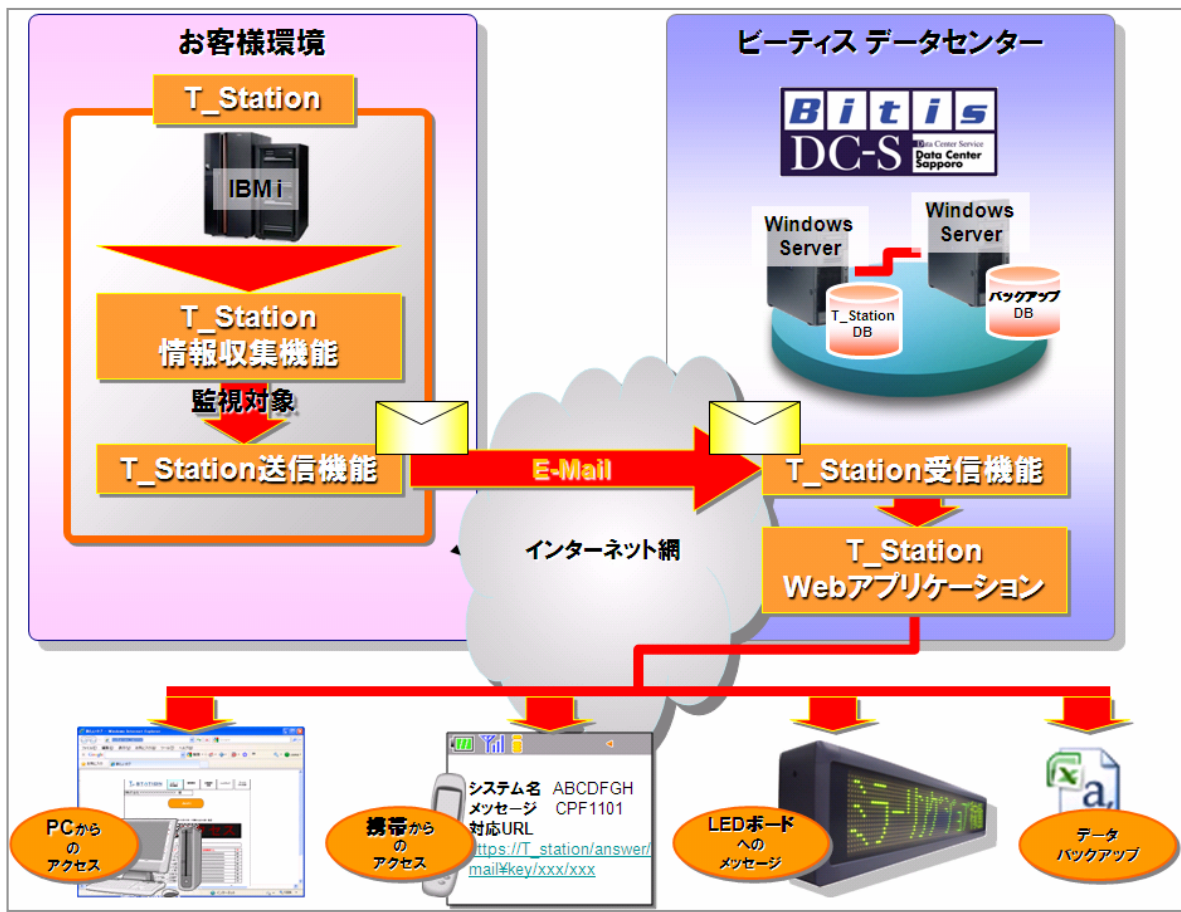 お客様環境
T_Station
IBM i
T_Station
情報収集機能
監視対象
T_Station送信機能
E-Mail
インターネット網
ビーティス データセンター
Bitis
DC-S
Data Center Service
Data Center
Sapporo
Windows
Server
Windows
Server
T_Station
DB
バックアップ
DB
T_Station受信機能
T_Station
Webアプリケーション
PCから
の
アクセス
携帯から
の
アクセス
システム名 ABCDFGH
メッセージ CPF1101
対応URL
https://T_station/answer/
mail¥key/xxx/xxx
LEDボード
への
メッセージ
データ
バックアップ